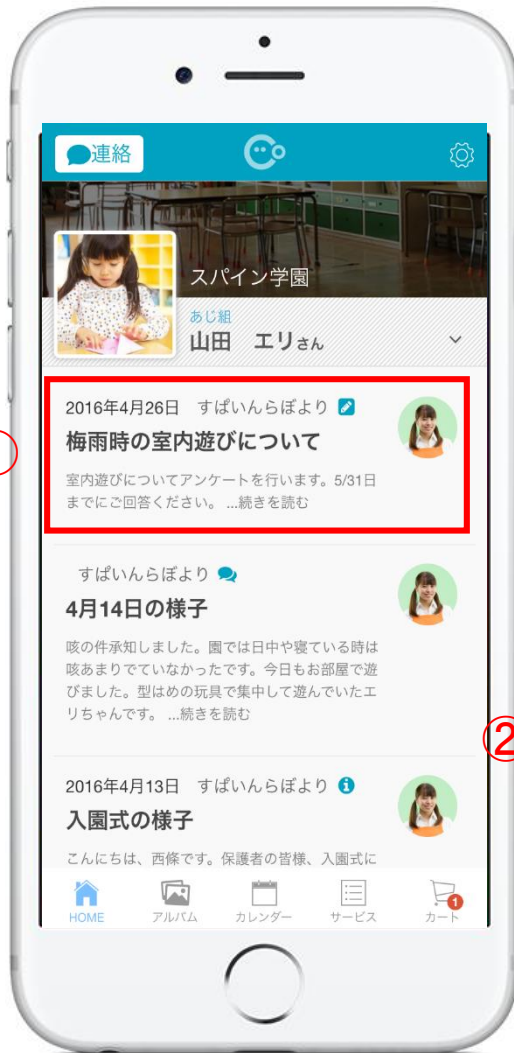 連絡
スパイン学園
あじ組
山田 エリさん
2016年4月26日 すぱいんらぼより
梅雨時の室内遊びについて
室内遊びについてアンケートを行います。5/31日
までにご回答ください。 ...続きを読む
すぱいんらぼより
4月14日の様子
咳の件承知しました。園では日中や寝ている時は
咳あまりでていなかったです。今日もお部屋で遊
びました。型はめの玩具で集中して遊んでいたエ
リちゃんです。 ...続きを読む
②
2016年4月13日 すぱいんらぼより
入園式の様子
こんにちは、西條です。保護者の皆様、入園式に
HOME アルバム カレンダー サービス カート 1